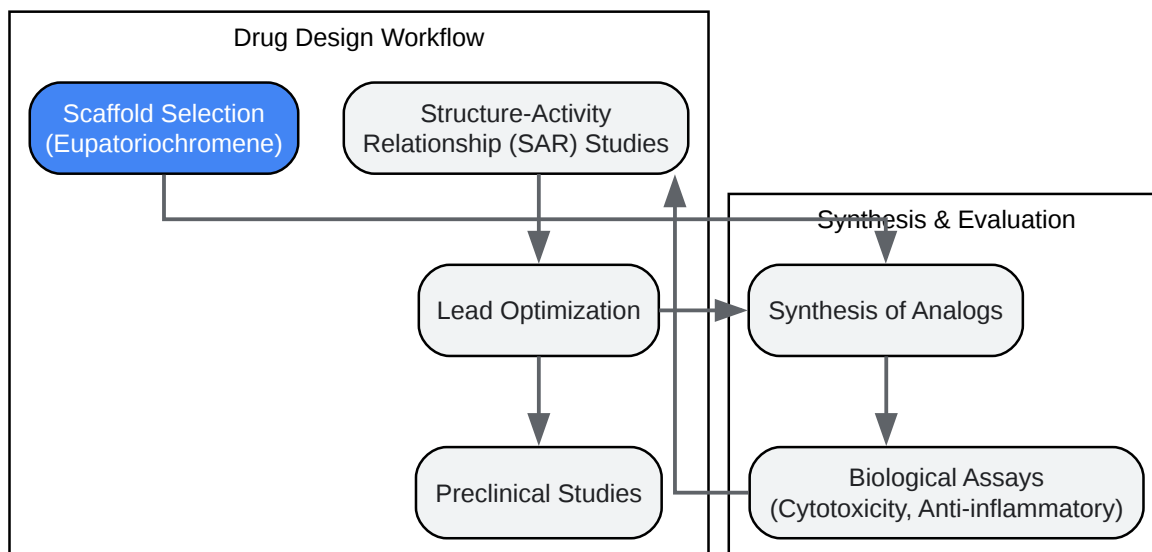 Drug Design Workflow
Scaffold Selection
(Eupatoriochromene)
Structure-Activity
Relationship (SAR) Studies
Synthesis & Evaluation
Lead Optimization
Synthesis of Analogs
Preclinical Studies
Biological Assays
(Cytotoxicity, Anti-inflammatory)